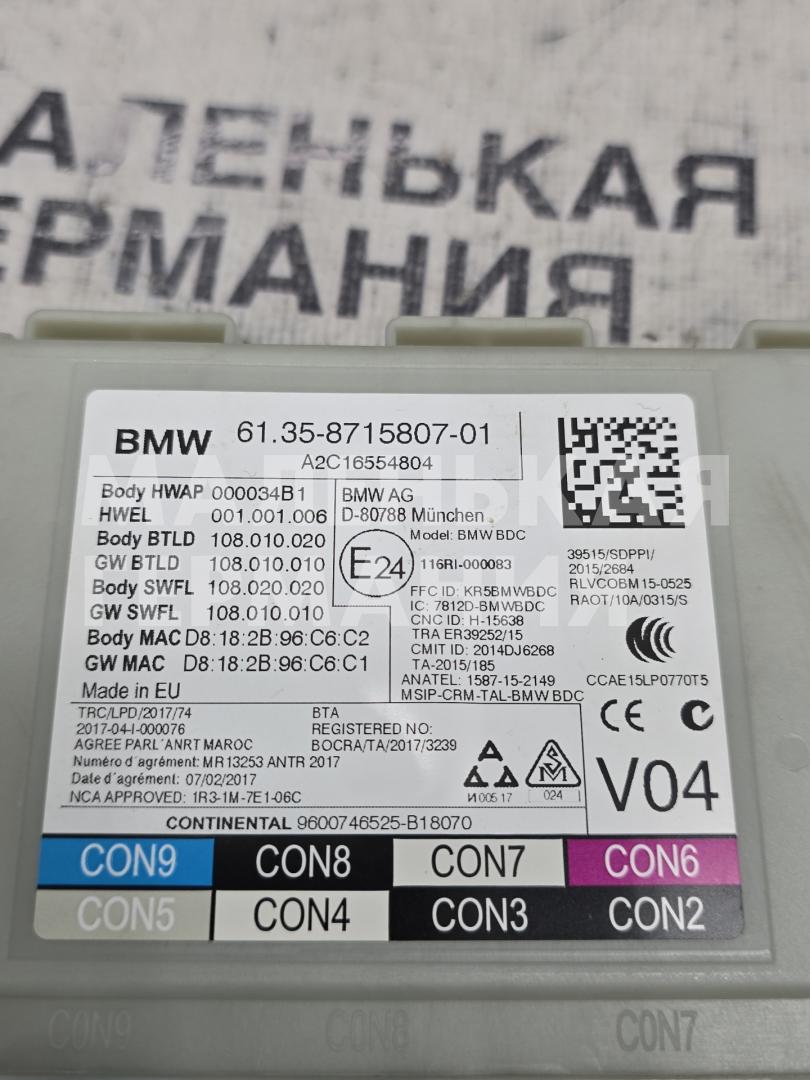 АЛЕНЬКАЯ
ЕРМАНИЯ
BMW 61.35-8715807-01
A2C16554804
МАЛЕНЬКАЯ
ГЕРМАНИЯ
Body HWAP 000034B1
HWEL 001.001.006
Body BTLD 108.010.020
GW BTLD 108.010.010
Body SWFL 108.020.020
GW SWFL 108.010.010
Body MAC D8:18:2B:96:C6:C2
GW MAC D8:18:2B:96:C6:C1
Made in EU
BMW AG
D-80788 München
Model: BMW BDC
E24
116RI-000083
FFC ID: KR5BMWBDC
IC: 7812D-BMWBDC
CNC ID: H-15638
TRA ER39252/15
CMIT ID: 2014DJ6268
TA-2015/185
ANATEL: 1587-15-2149
MSIP-CRM-TAL-BMW BDC
39515/SDPPI/
2015/2684
RLVCOBM15-0525
RAOT/10A/0315/S
CCAE15LP0770T5
CE
V04
TRC/LPD/2017/74
2017-04-I-000076
AGREE PARL'ANRT MAROC
Numéro d'agrément: MR 13253 ANTR 2017
Date d'agrément: 07/02/2017
NCA APPROVED: 1R3-1M-7E1-06C
BTA
REGISTERED NO:
BOCRA/TA/2017/3239
И005 17
024
CONTINENTAL 9600746525-B18070
CON9 CON8 CON7 CON6
CON5 CON4 CON3 CON2
CON9 CON8 CON7